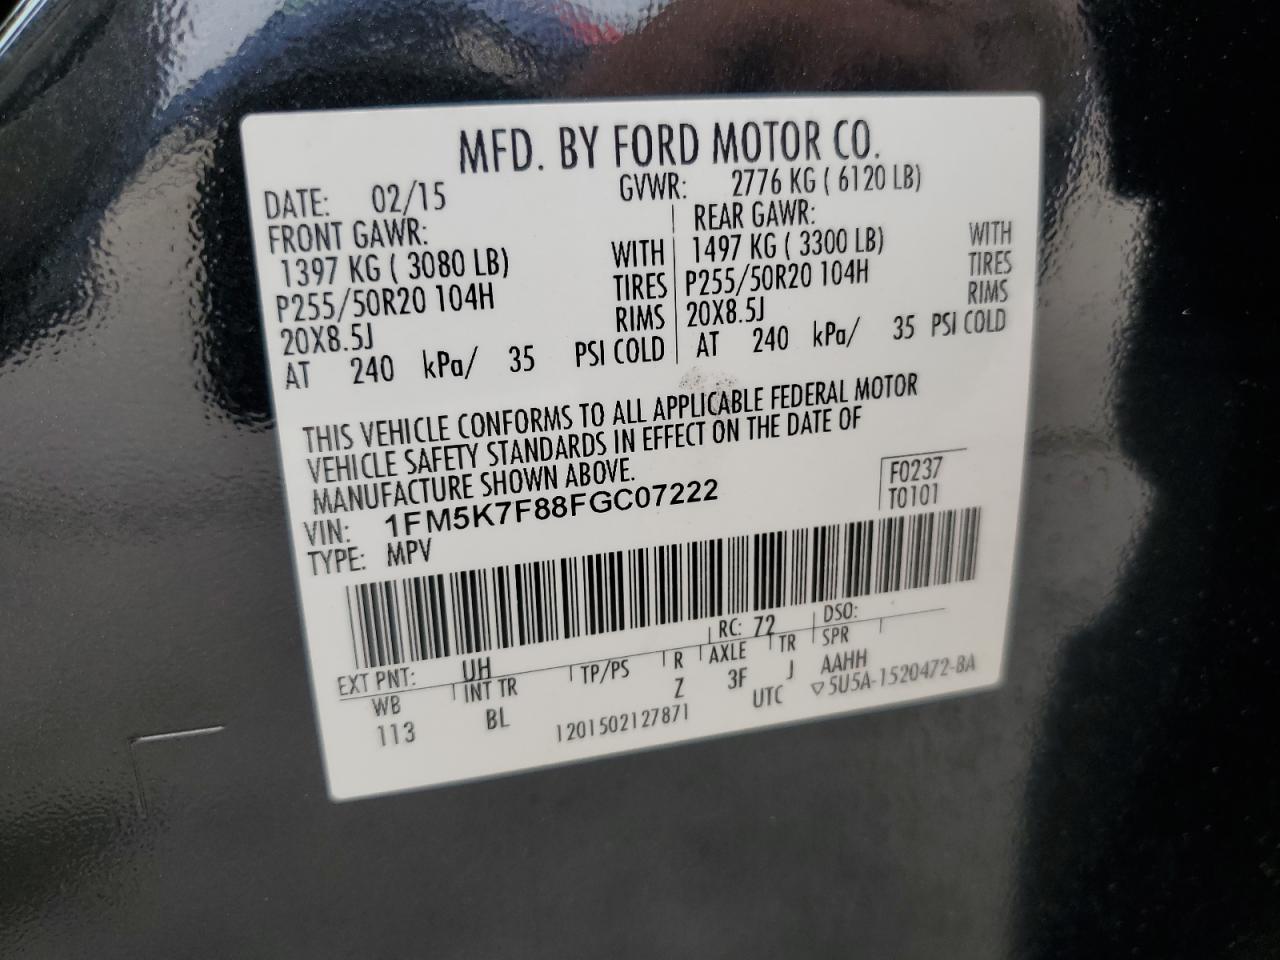 MFD. BY FORD MOTOR CO.
DATE: 02/15 GVWR: 2776 KG ( 6120 LB)
FRONT GAWR: REAR GAWR:
1397 KG ( 3080 LB) WITH 1497 KG ( 3300 LB) WITH
P255/50R20 104H TIRES P255/50R20 104H TIRES
20X8.5J RIMS 20X8.5J RIMS
AT 240 kPa/ 35 PSI COLD AT 240 kPa/ 35 PSI COLD
THIS VEHICLE CONFORMS TO ALL APPLICABLE FEDERAL MOTOR
VEHICLE SAFETY STANDARDS IN EFFECT ON THE DATE OF
MANUFACTURE SHOWN ABOVE.
F0237
VIN: 1FM5K7F88FGC07222 T0101
TYPE: MPV
EXT PNT: UH RC: 72 DSO:
WB INT TR TP/PS R AXLE TR SPR
113 BL Z 3F J AAHH
1201502127871 UTC ▽5U5A-1520472-BA